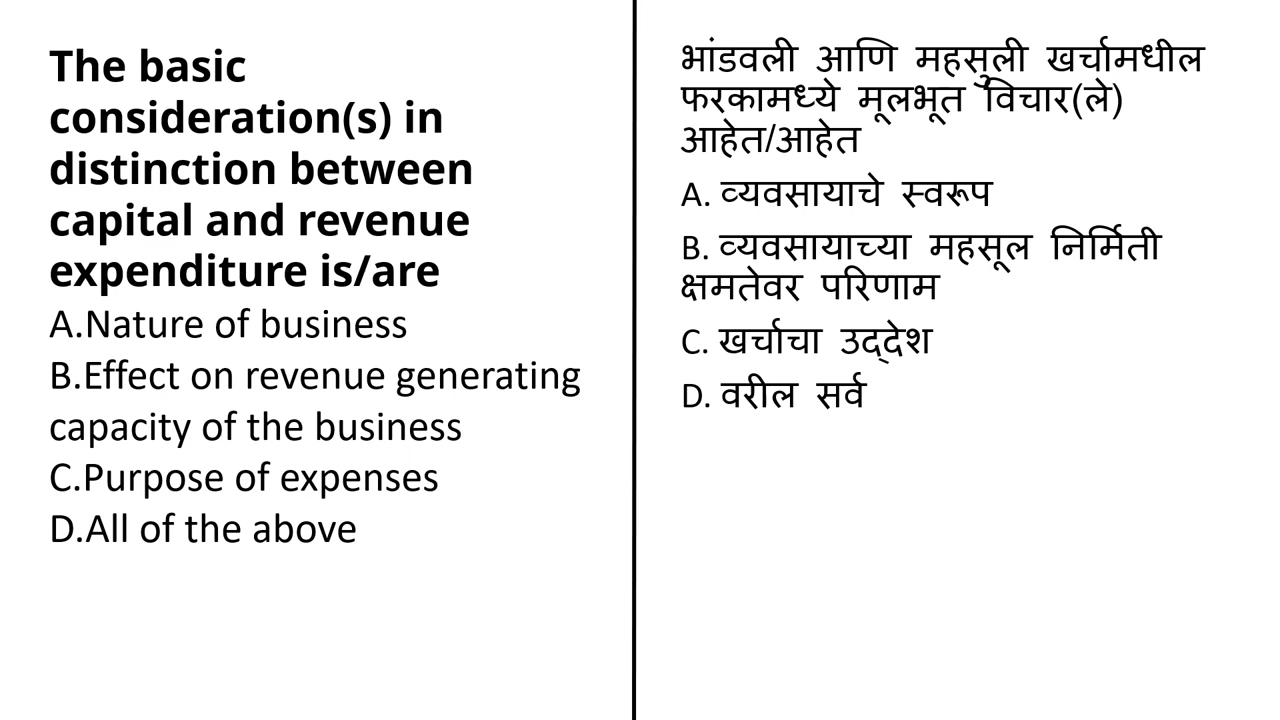 The basic
consideration(s) in
distinction between
capital and revenue
expenditure is/are
A.Nature of business
B.Effect on revenue generating
capacity of the business
C.Purpose of expenses
D.All of the above
भांडवली आणि महसुली खर्चामधील
फरकामध्ये मूलभूत विचार(ले)
आहेत/आहेत
A. व्यवसायाचे स्वरूप
B. व्यवसायाच्या महसूल निर्मिती
क्षमतेवर परिणाम
C. खर्चाचा उद्देश
D. वरील सर्व